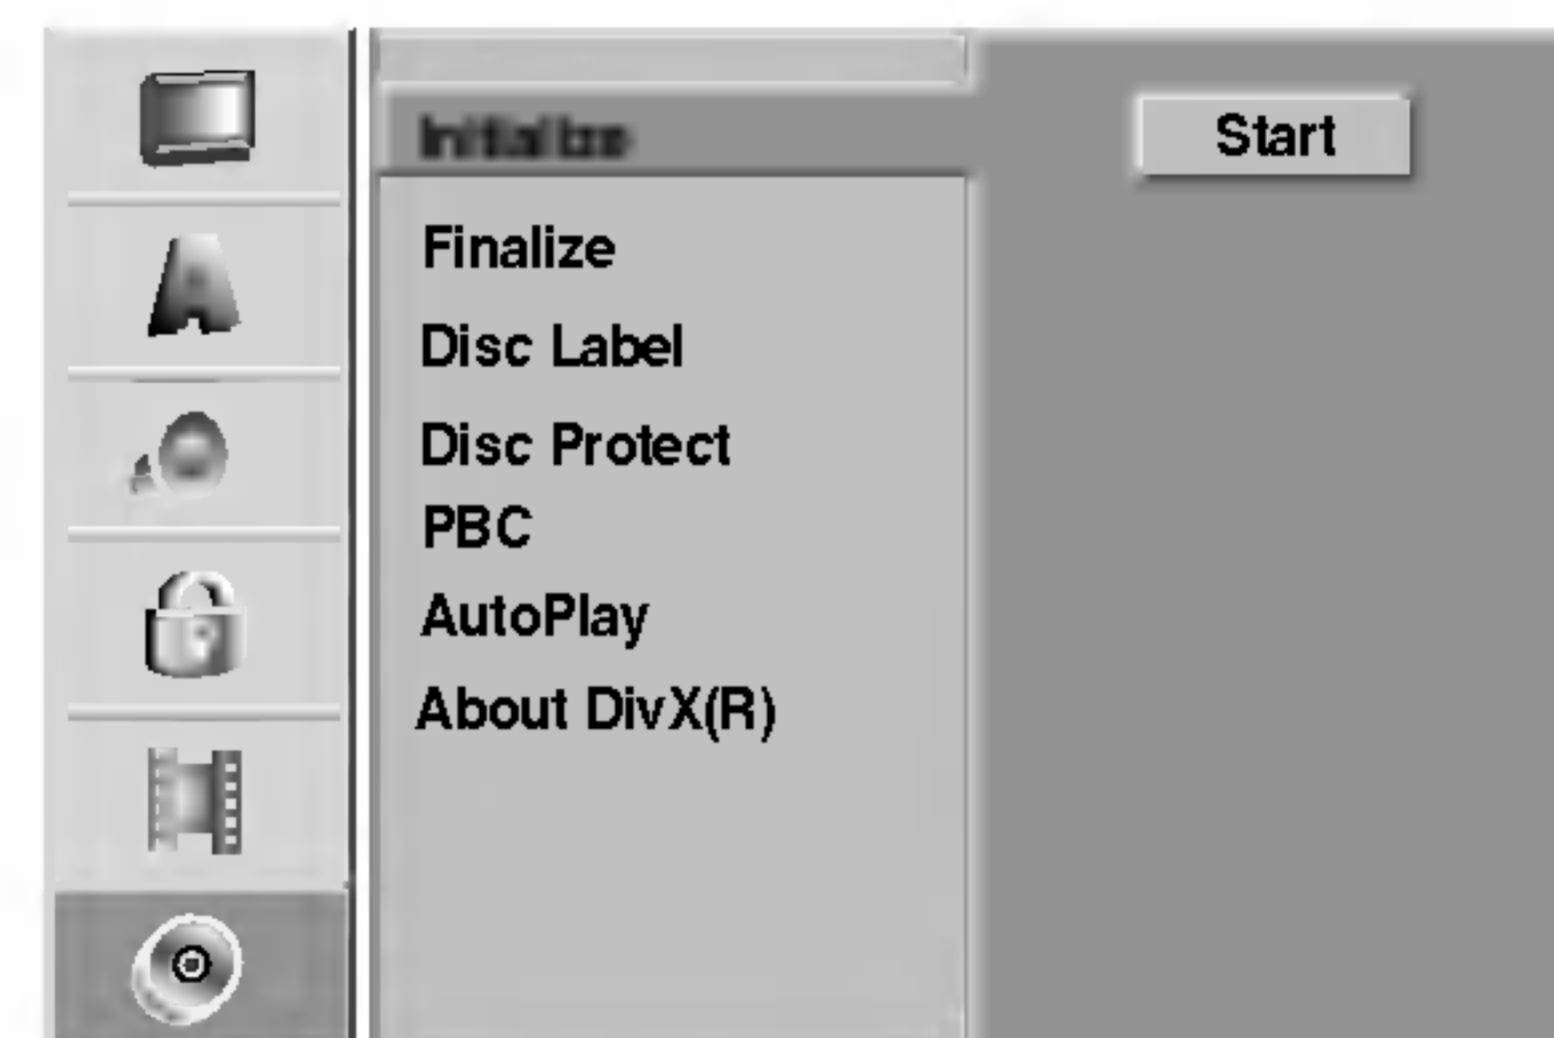 Initialize
Start
Finalize
Disc Label
Disc Protect
PBC
AutoPlay
About DivX(R)